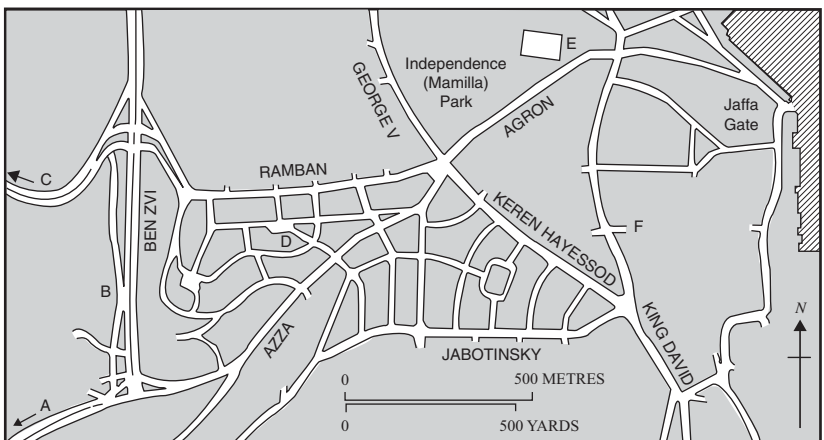 E
Independence
(Mamilla)
Park
GEORGE V
Jaffa
Gate
AGRON
C
RAMBAN
BEN ZVI
KEREN HAYESSOD
F
D
B
AZZA
KING DAVID
N
JABOTINSKY
0 500 METRES
0 500 YARDS
A